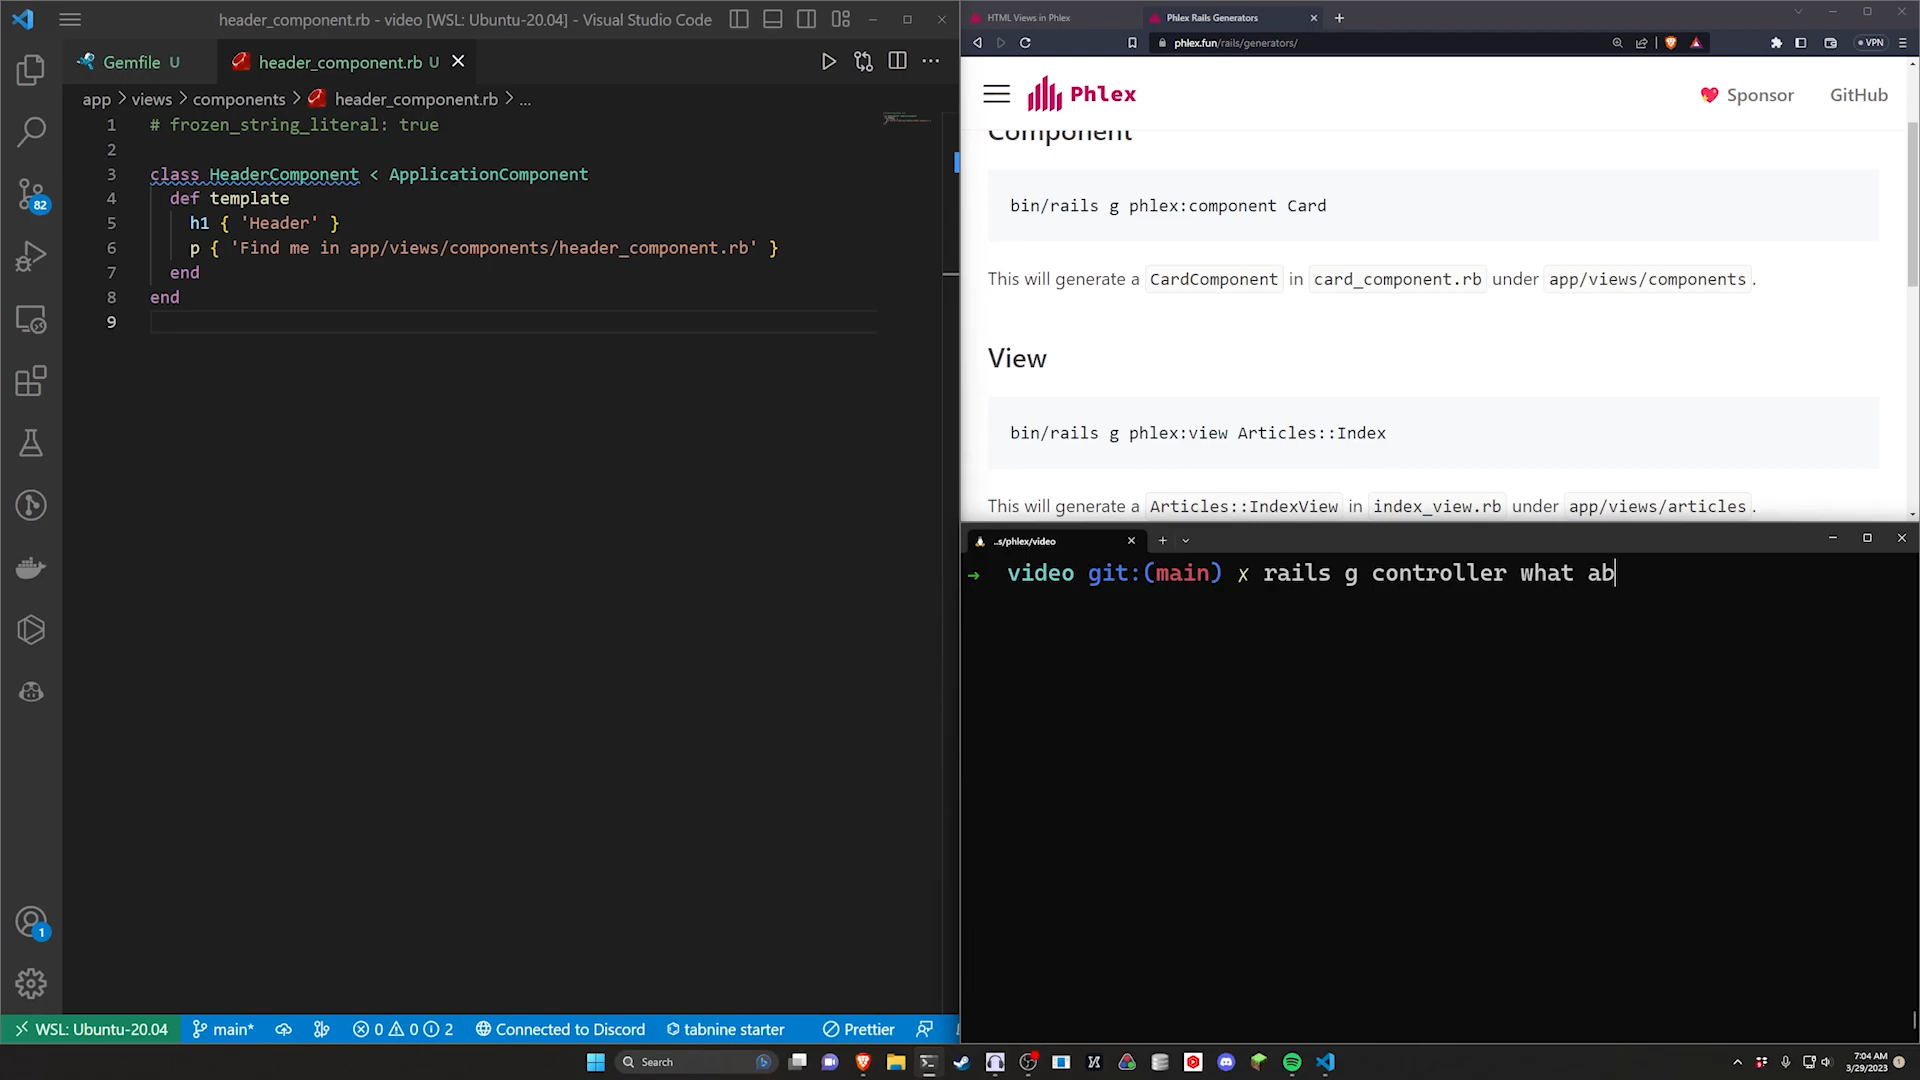 header_component.rb - video [WSL: Ubuntu-20.04] - Visual Studio Code
Gemfile U
header_component.rb U
app > views > components > header_component.rb > ...
1 # frozen_string_literal: true
2
3 class HeaderComponent < ApplicationComponent
4 def template
5 h1 { 'Header' }
6 p { 'Find me in app/views/components/header_component.rb' }
7 end
8 end
9
82
1
WSL: Ubuntu-20.04
main*
0 0 2
Connected to Discord
tabnine starter
Prettier
HTML Views in Phlex
Phlex Rails Generators
phlex.fun/rails/generators/
VPN
Phlex
Sponsor
GitHub
Component
bin/rails g phlex:component Card
This will generate a CardComponent in card_component.rb under app/views/components.
View
bin/rails g phlex:view Articles::Index
This will generate a Articles::IndexView in index_view.rb under app/views/articles.
..s/phlex/video
→ video git:(main) ✗ rails g controller what ab
Search
7:04 AM
3/29/2023